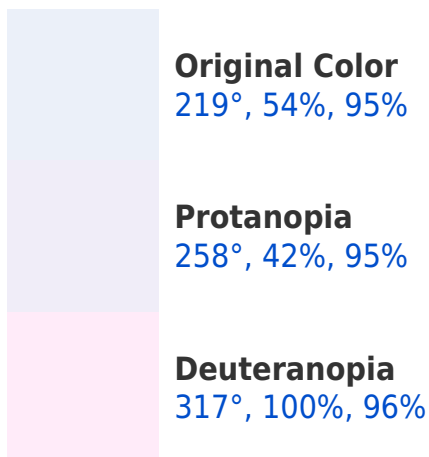 Original Color
219°, 54%, 95%
Protanopia
258°, 42%, 95%
Deuteranopia
317°, 100%, 96%